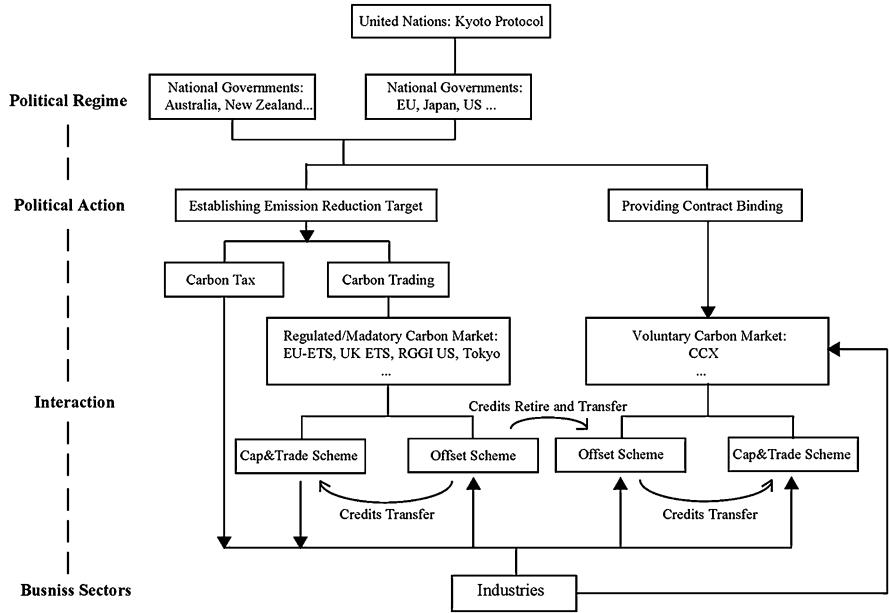 United Nations: Kyoto Protocol
National Governments:
Australia, New Zealand...
National Governments:
EU, Japan, US ...
Political Regime
Political Action
Establishing Emission Reduction Target
Providing Contract Binding
Carbon Tax
Carbon Trading
Regulated/Madatory Carbon Market:
EU-ETS, UK ETS, RGGI US, Tokyo
...
Voluntary Carbon Market:
CCX
...
Interaction
Credits Retire and Transfer
Cap&Trade Scheme
Offset Scheme
Offset Scheme
Cap&Trade Scheme
Credits Transfer
Credits Transfer
Busniss Sectors
Industries